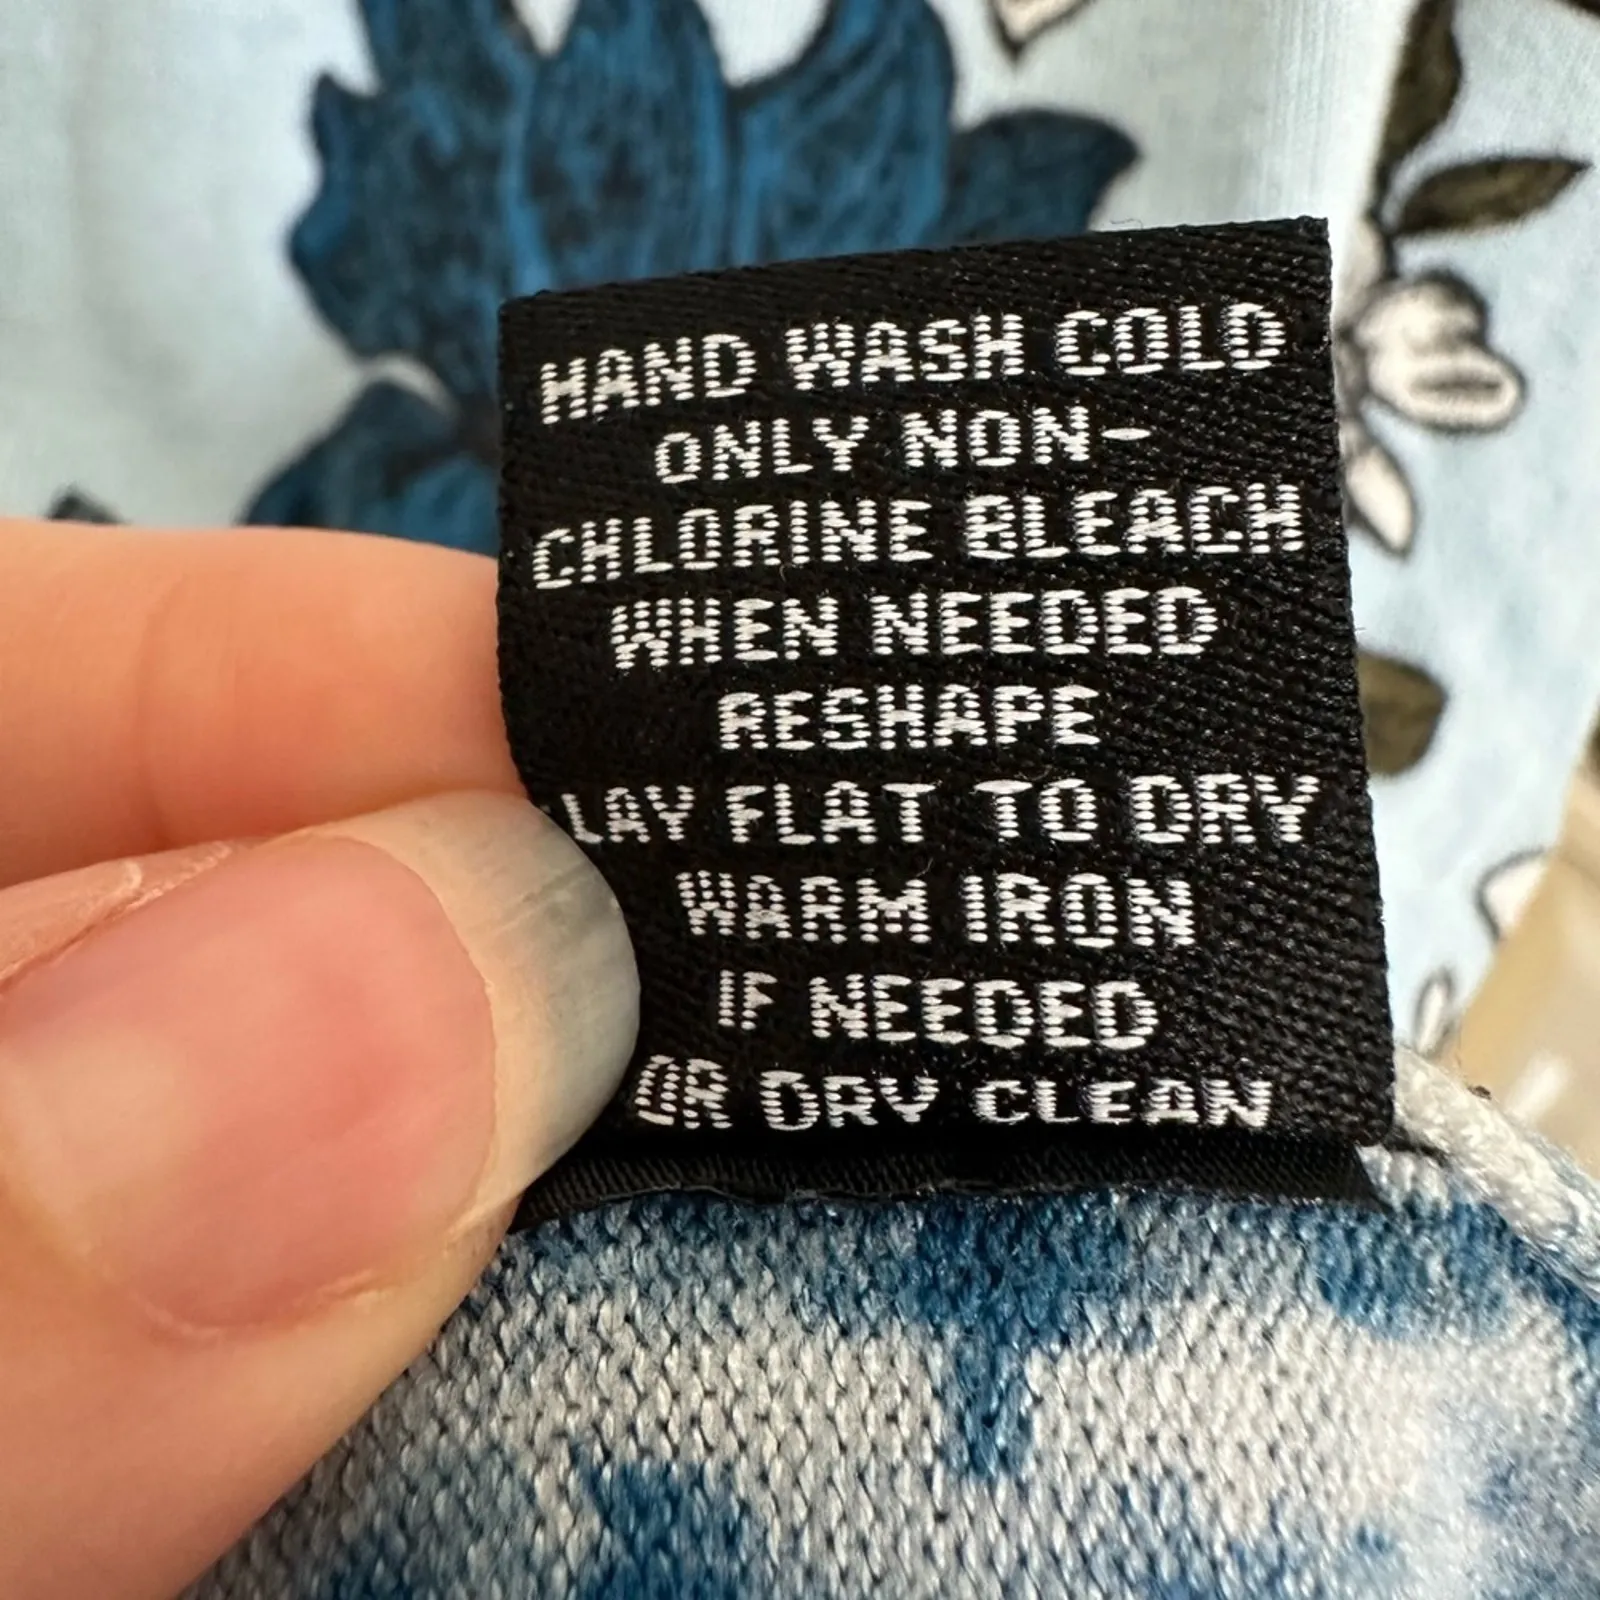 HAND WASH COLD
ONLY NON-
CHLORINE BLEACH
WHEN NEEDED
RESHAPE
LAY FLAT TO DRY
WARM IRON
IF NEEDED
OR DRY CLEAN